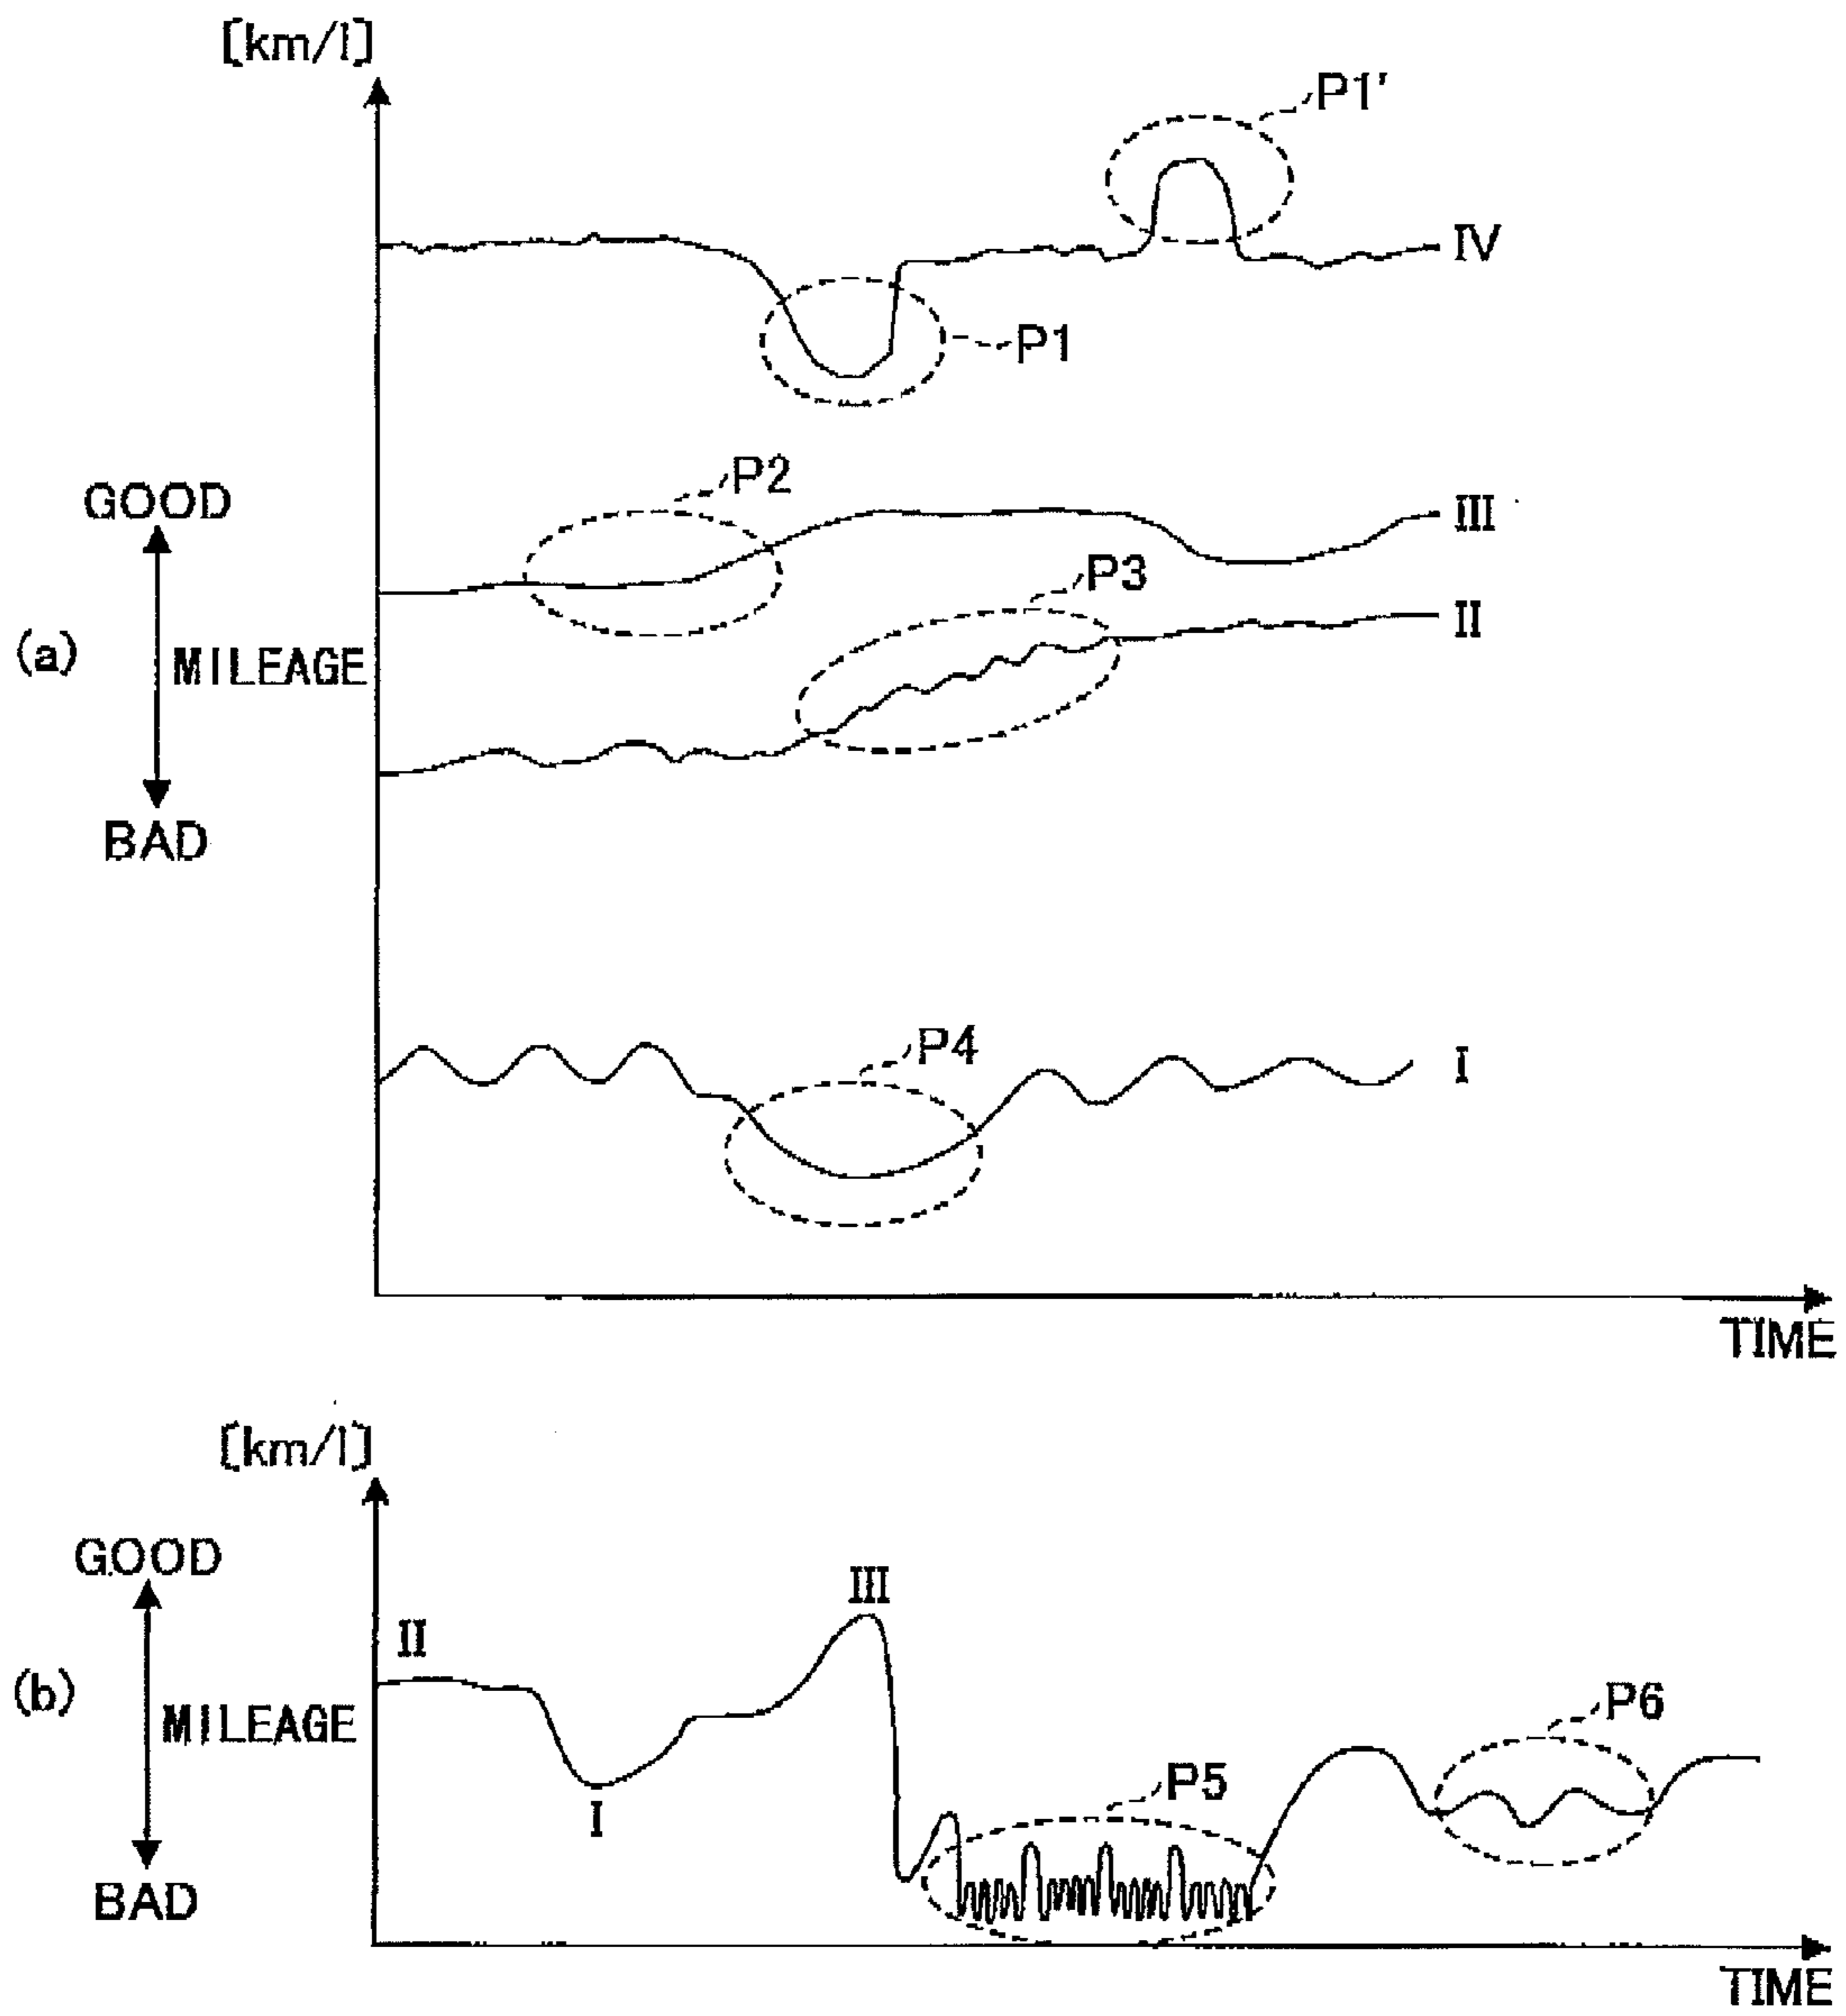 [km/l]
P1'
IV
P1
P2
GOOD
III
P3
II
(a)
MILEAGE
BAD
P4
I
TIME
[km/l]
GOOD
III
II
P6
(b)
MILEAGE
P5
I
BAD
TIME